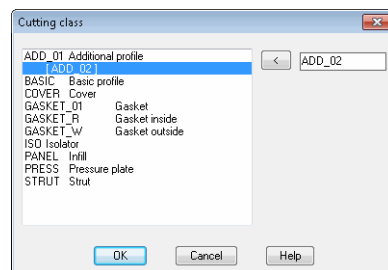 Cutting class
ADD_01 Additional profile
[ADD_02]
BASIC Basic profile
COVER Cover
GASKET_01 Gasket
GASKET_R Gasket inside
GASKET_W Gasket outside
ISO Isolator
PANEL Infill
PRESS Pressure plate
STRUT Strut
< ADD_02
OK Cancel Help